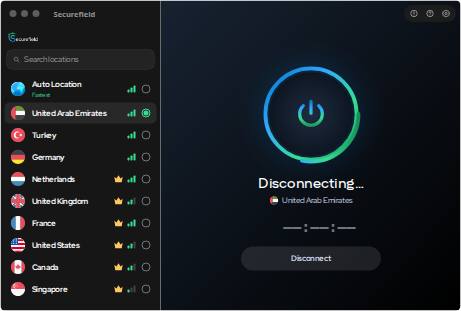 Securefield
Securefield
Search locations
Auto Location
Fastest
United Arab Emirates
Turkey
Germany
Netherlands
United Kingdom
France
United States
Canada
Singapore
Disconnecting...
United Arab Emirates
--:--:--
Disconnect